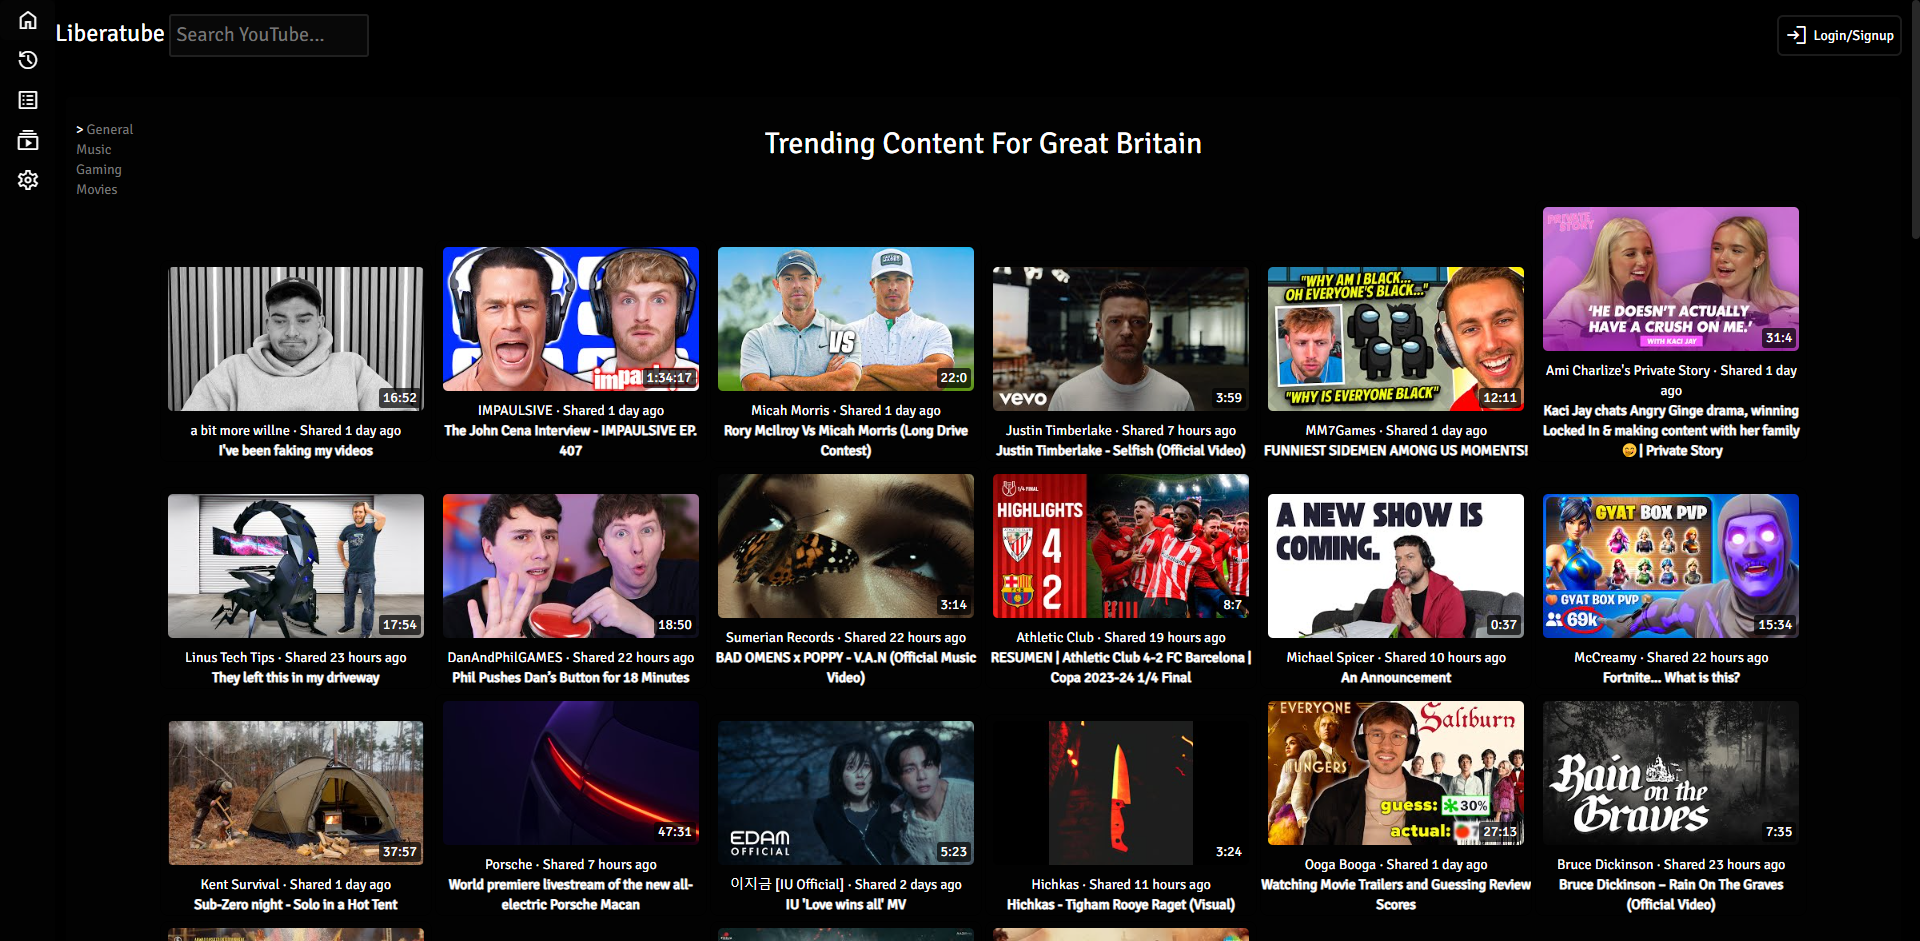 Liberatube
Search YouTube...
Login/Signup
> General
Music
Gaming
Movies
Trending Content For Great Britain
16:52
a bit more willne · Shared 1 day ago
I've been faking my videos
impa
1:34:17
IMPAULSIVE · Shared 1 day ago
The John Cena Interview - IMPAULSIVE EP.
407
VS
22:0
Micah Morris · Shared 1 day ago
Rory McIlroy Vs Micah Morris (Long Drive
Contest)
vevo
3:59
Justin Timberlake · Shared 7 hours ago
Justin Timberlake - Selfish (Official Video)
"WHY AM I BLACK...
OH EVERYONE'S BLACK..."
"WHY IS EVERYONE BLACK"
12:11
MM7Games · Shared 1 day ago
FUNNIEST SIDEMEN AMONG US MOMENTS!
PRIVATE
STORY
‘HE DOESN'T ACTUALLY
HAVE A CRUSH ON ME.’
WITH KACI JAY
31:4
Ami Charlize's Private Story · Shared 1 day
ago
Kaci Jay chats Angry Ginge drama, winning
Locked In & making content with her family
🤭 | Private Story
17:54
Linus Tech Tips · Shared 23 hours ago
They left this in my driveway
18:50
DanAndPhilGAMES · Shared 22 hours ago
Phil Pushes Dan’s Button for 18 Minutes
3:14
Sumerian Records · Shared 22 hours ago
BAD OMENS x POPPY - V.A.N (Official Music
Video)
1/4 FINAL
HIGHLIGHTS
4
2
8:7
Athletic Club · Shared 19 hours ago
RESUMEN | Athletic Club 4-2 FC Barcelona |
Copa 2023-24 1/4 Final
A NEW SHOW IS
COMING.
0:37
Michael Spicer · Shared 10 hours ago
An Announcement
GYAT BOX PVP
GYAT BOX PVP
69k
15:34
McCreamy · Shared 22 hours ago
Fortnite... What is this?
37:57
Kent Survival · Shared 1 day ago
Sub-Zero night - Solo in a Hot Tent
47:31
Porsche · Shared 7 hours ago
World premiere livestream of the new all-
electric Porsche Macan
EDAM
OFFICIAL
5:23
이지금 [IU Official] · Shared 2 days ago
IU 'Love wins all' MV
3:24
Hichkas · Shared 11 hours ago
Hichkas - Tigham Rooye Raget (Visual)
EVERYONE
Saltburn
guess: 30%
actual: 7
27:13
Ooga Booga · Shared 1 day ago
Watching Movie Trailers and Guessing Review
Scores
Rain
on the
Graves
7:35
Bruce Dickinson · Shared 23 hours ago
Bruce Dickinson – Rain On The Graves
(Official Video)